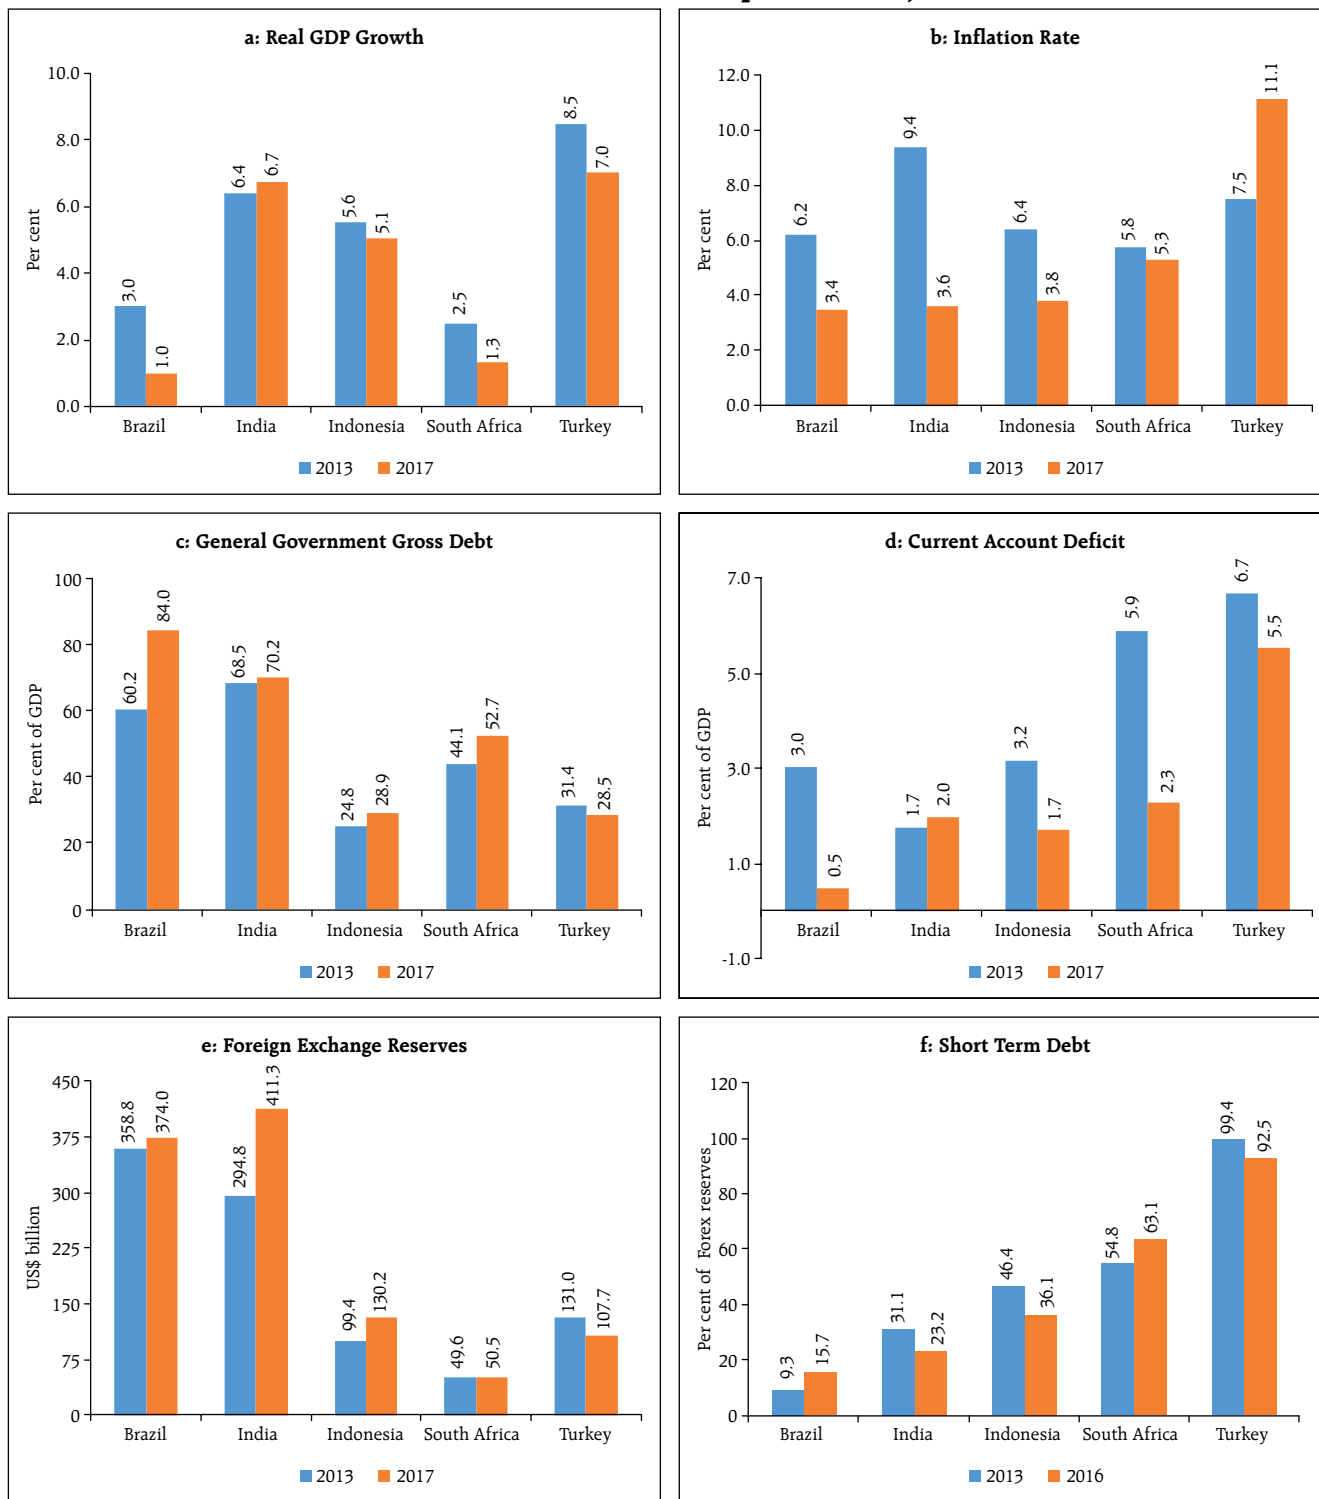 a: Real GDP Growth
Per cent
10.0
8.0
6.0
4.0
2.0
0.0
3.0
1.0
6.4
6.7
5.6
5.1
2.5
1.3
8.5
7.0
Brazil
India
Indonesia
South Africa
Turkey
2013
2017
b: Inflation Rate
Per cent
12.0
10.0
8.0
6.0
4.0
2.0
0.0
6.2
3.4
9.4
3.6
6.4
3.8
5.8
5.3
7.5
11.1
Brazil
India
Indonesia
South Africa
Turkey
2013
2017
c: General Government Gross Debt
Per cent of GDP
100
80
60
40
20
0
60.2
84.0
68.5
70.2
24.8
28.9
44.1
52.7
31.4
28.5
Brazil
India
Indonesia
South Africa
Turkey
2013
2017
d: Current Account Deficit
Per cent of GDP
7.0
5.0
3.0
1.0
-1.0
3.0
0.5
1.7
2.0
3.2
1.7
5.9
2.3
6.7
5.5
Brazil
India
Indonesia
South Africa
Turkey
2013
2017
e: Foreign Exchange Reserves
US$ billion
450
375
300
225
150
75
0
358.8
374.0
294.8
411.3
99.4
130.2
49.6
50.5
131.0
107.7
Brazil
India
Indonesia
South Africa
Turkey
2013
2017
f: Short Term Debt
Per cent of Forex reserves
120
100
80
60
40
20
0
9.3
15.7
31.1
23.2
46.4
36.1
54.8
63.1
99.4
92.5
Brazil
India
Indonesia
South Africa
Turkey
2013
2016